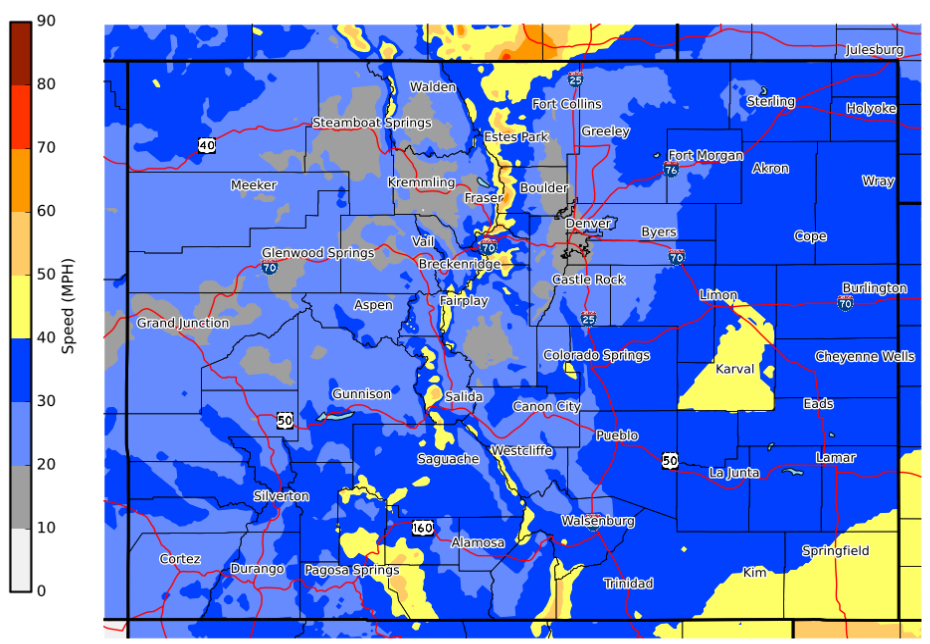 90
80
70
60
50
40
30
20
10
0
Speed (MPH)
Julesburg
25
Walden
Fort Collins
Sterling
Holyoke
Steamboat Springs
Greeley
Estes Park
40
Fort Morgan
76
Akron
Meeker
Kremmling
Boulder
Wray
Fraser
Denver
Byers
Cope
Vail
70
Glenwood Springs
70
70
Breckenridge
Castle Rock
Burlington
Limon
70
Aspen
Fairplay
Grand Junction
25
Colorado Springs
Cheyenne Wells
Karval
Gunnison
Salida
Canon City
Eads
50
Pueblo
Westcliffe
Saguache
50
La Junta
Lamar
Silverton
160
Walsenburg
Alamosa
Springfield
Cortez
Durango
Pagosa Springs
Kim
Trinidad